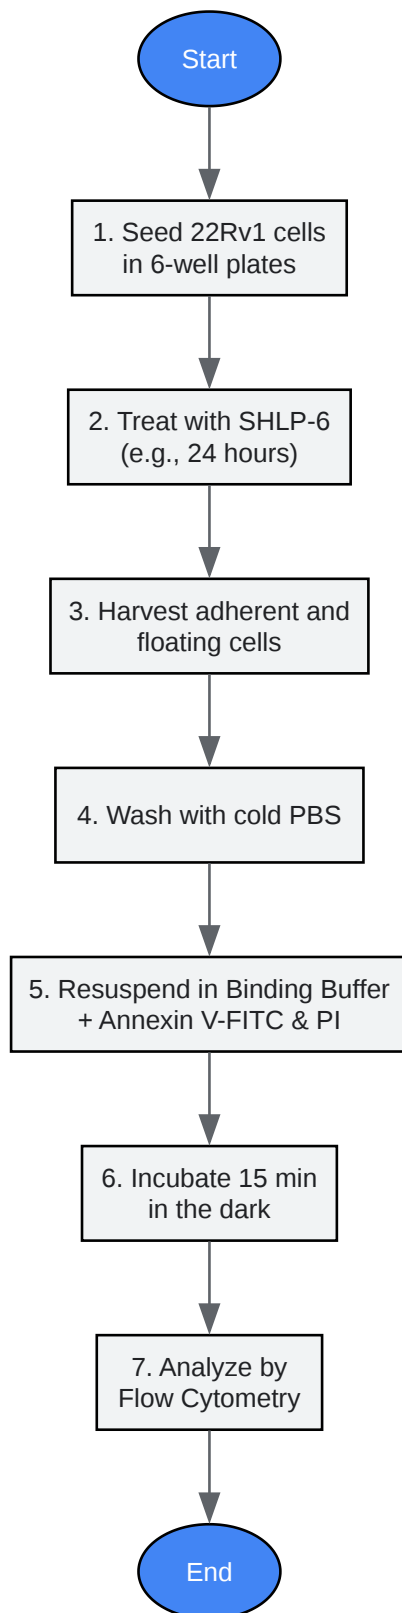 Start
1. Seed 22Rv1 cells
in 6-well plates
2. Treat with SHLP-6
(e.g., 24 hours)
3. Harvest adherent and
floating cells
4. Wash with cold PBS
5. Resuspend in Binding Buffer
+ Annexin V-FITC & PI
6. Incubate 15 min
in the dark
7. Analyze by
Flow Cytometry
End